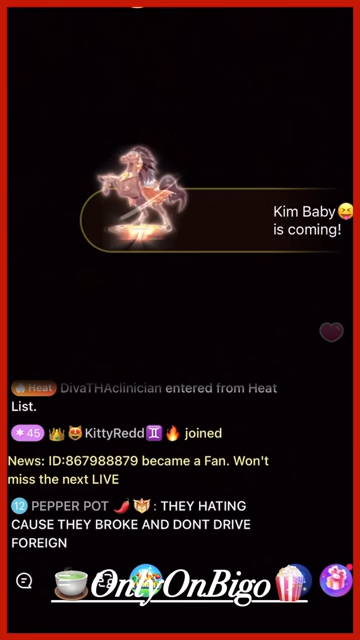 Kim Baby😝
is coming!
Heat DivaTHAclinician entered from Heat
List.
45 👑😻KittyRedd♊🔥 joined
News: ID:867988879 became a Fan. Won't
miss the next LIVE
12 PEPPER POT 🌶️ : THEY HATING
CAUSE THEY BROKE AND DONT DRIVE
FOREIGN
OnlyOnBigo